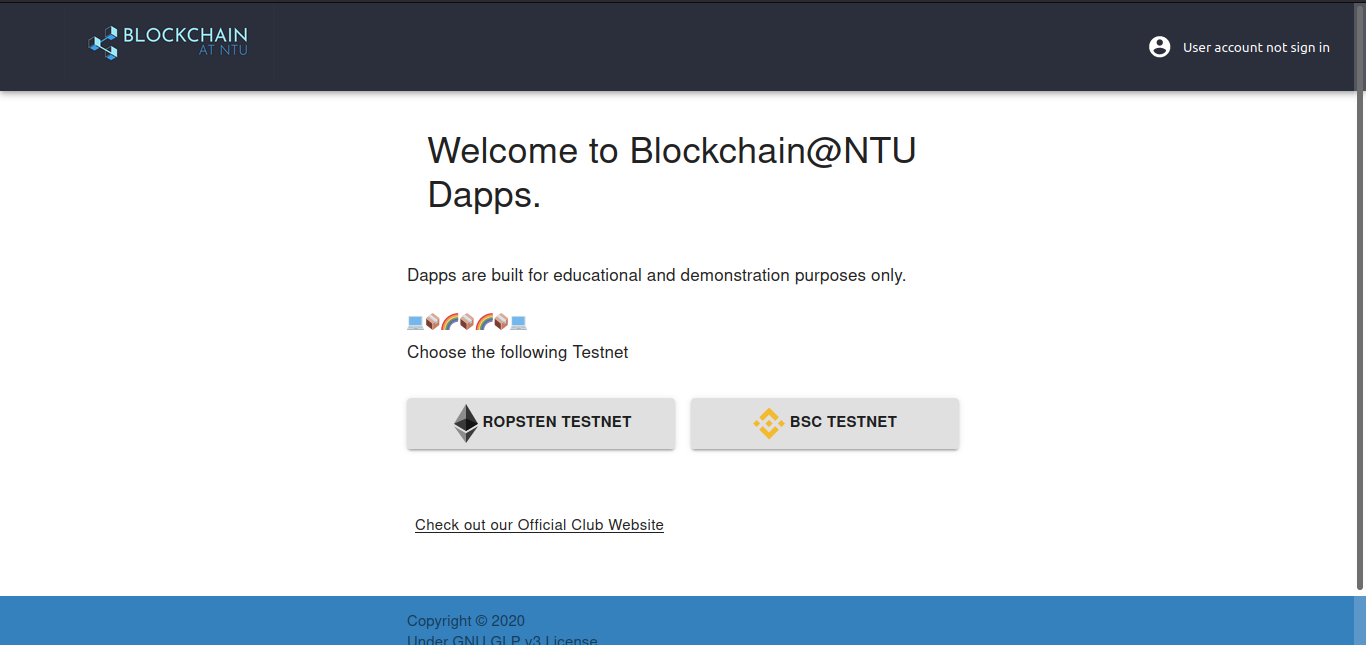 BLOCKCHAIN
AT NTU
User account not sign in
Welcome to Blockchain@NTU
Dapps.
Dapps are built for educational and demonstration purposes only.
Choose the following Testnet
ROPSTEN TESTNET
BSC TESTNET
Check out our Official Club Website
Copyright © 2020
Under GNU GLP v3 License